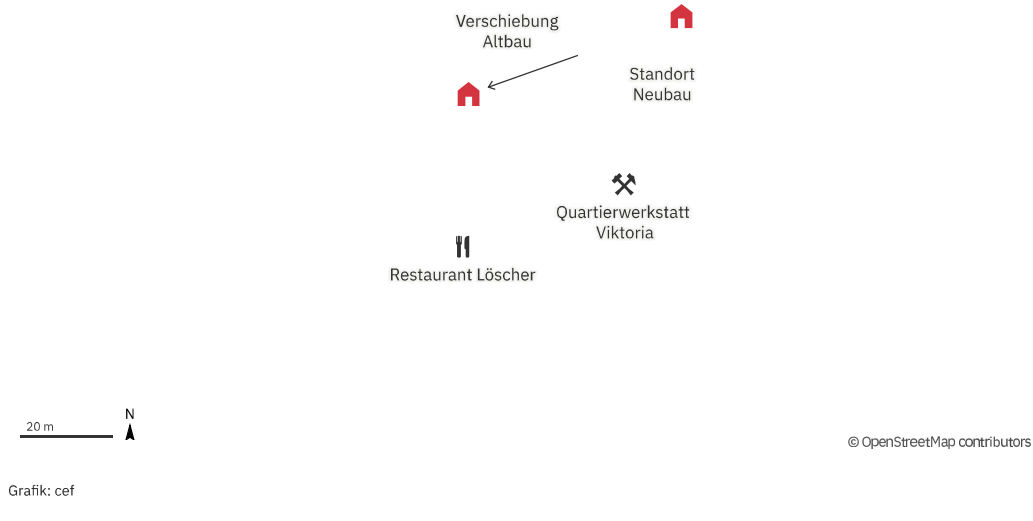 Verschiebung
Altbau
Standort
Neubau
Quartierwerkstatt
Viktoria
Restaurant Löscher
N
20 m
© OpenStreetMap contributors
Grafik: cef